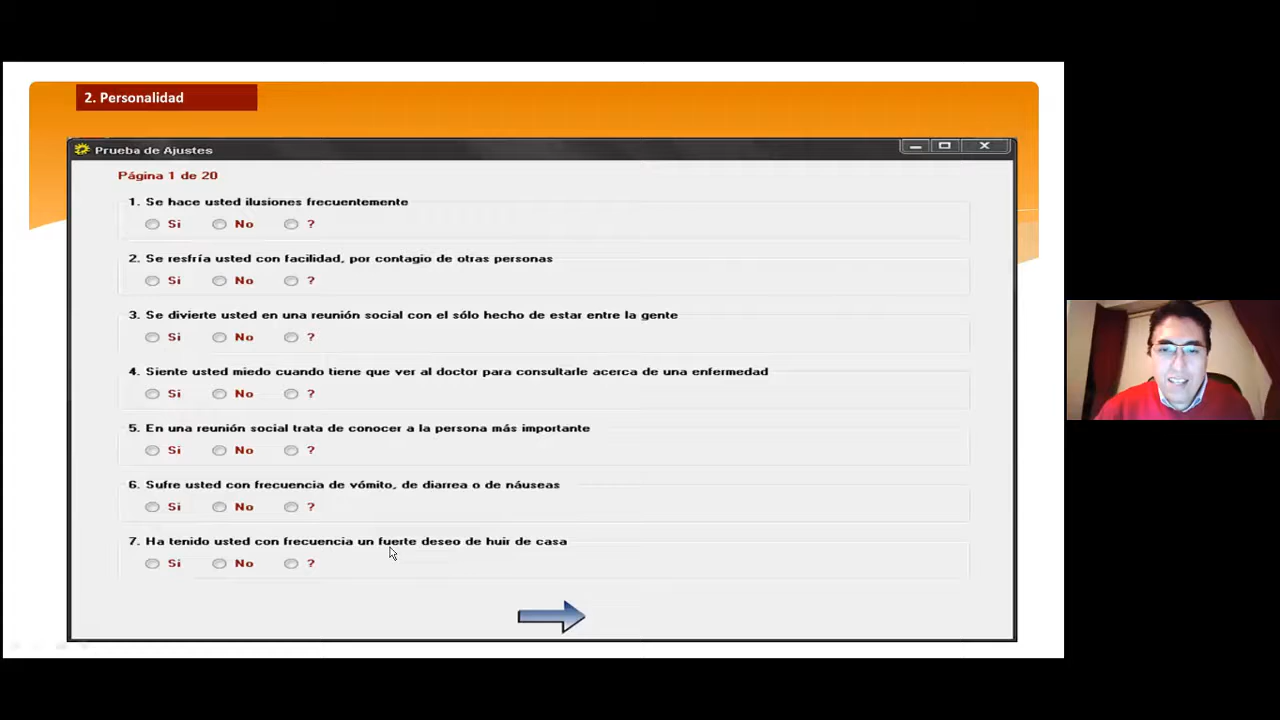 2. Personalidad
Prueba de Ajustes
Página 1 de 20
1. Se hace usted ilusiones frecuentemente
Si No ?
2. Se resfría usted con facilidad, por contagio de otras personas
Si No ?
3. Se divierte usted en una reunión social con el sólo hecho de estar entre la gente
Si No ?
4. Siente usted miedo cuando tiene que ver al doctor para consultarle acerca de una enfermedad
Si No ?
5. En una reunión social trata de conocer a la persona más importante
Si No ?
6. Sufre usted con frecuencia de vómito, de diarrea o de náuseas
Si No ?
7. Ha tenido usted con frecuencia un fuerte deseo de huir de casa
Si No ?